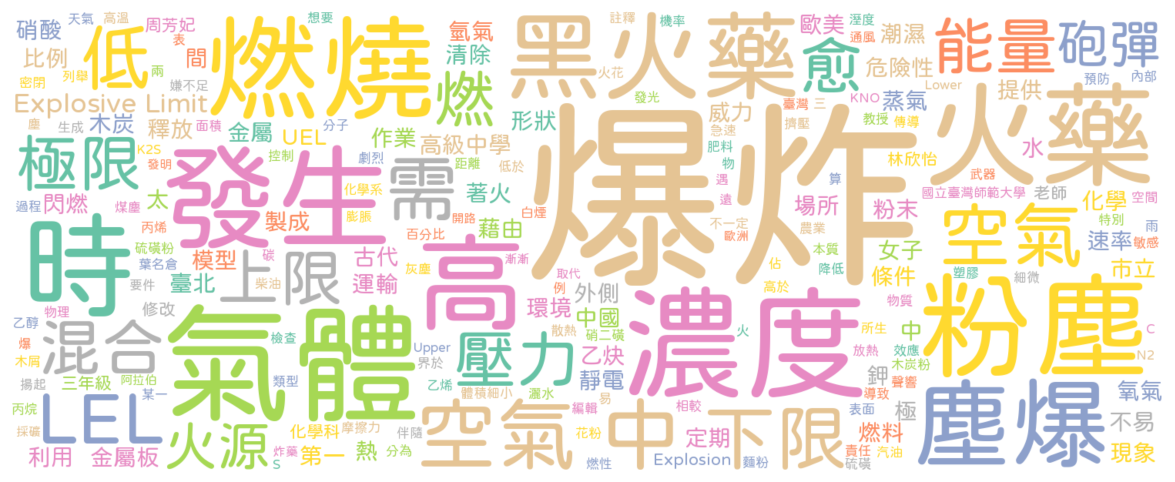 硝酸
天氣
高溫
周芳妃
表
想要
氫氣
黑火藥
註釋
機率
歐美
溼度
通風
潮濕
能量
砲彈
比例
低
間
燃燒
清除
燃
火花
愈
危險性
預防
內部
密閉
列舉
兩
嫌不足
Explosive Limit
發光
威力
臺灣
三
KNO
蒸氣
Lower
提供
火藥
塵
生成
木炭
釋放
面積
金屬
UEL
分子
作業
高級中學
形狀
急速
擠壓
教授
傳導
極限
K2S
發明
控制
劇烈
距離
低於
爆炸
肥料
物
遇
林欣怡
水
過程
閃燃
太
發生
化學系
需
著火
遠
算
武器
國立臺灣師範大學
老師
化學
空間
煤塵
丙烯
製成
膨脹
開路
白煙
百分比
藉由
不一定
歐洲
場所
農業
粉末
空氣
特別
雨
時
硫磺粉
葉名倉
模型
碳
古代
灰塵
漸漸
高
本質
女子
速率
敏感
臺北
上限
要件
柴油
運輸
取代
例
外側
佔
降低
條件
塑膠
細微
市立
物理
修改
環境
中國
高於
物質
粉塵
乙醇
混合
氣體
檢查
散熱
硝二磺
濃度
火
所生
中
C
爆
木屑
Upper
界於
壓力
乙炔
放熱
效應
木炭粉
N2
揚起
三年級
阿拉伯
某一
類型
乙烯
體積細小
灑水
靜電
鉀
聲響
導致
氧氣
丙烷
LEL
採礦
火源
化學科
摩擦力
伴隨
空氣中
編輯
易
相較
下限
表面
極
塵爆
不易
利用
金屬板
炸藥
S
第一
熱
分為
燃性
花粉
定期
Explosion
麵粉
燃料
責任
汽油
硫磺
現象